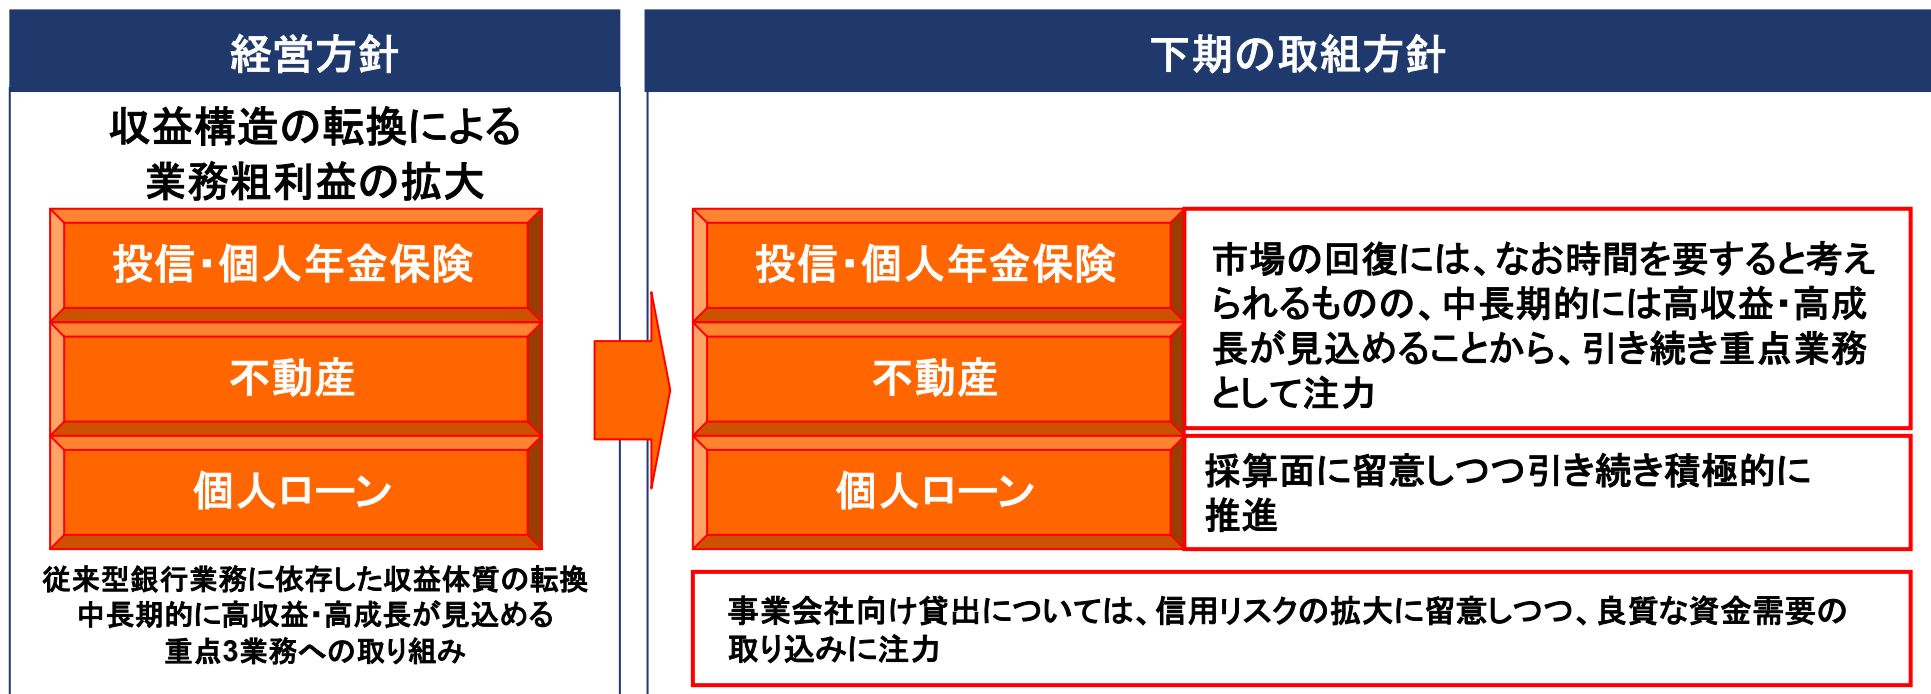 経営方針
収益構造の転換による
業務粗利益の拡大
投信・個人年金保険
不動産
個人ローン
従来型銀行業務に依存した収益体質の転換
中長期的に高収益・高成長が見込める
重点3業務への取り組み
下期の取組方針
投信・個人年金保険
不動産
市場の回復には、なお時間を要すると考え
られるものの、中長期的には高収益・高成
長が見込めることから、引き続き重点業務
として注力
個人ローン
採算面に留意しつつ引き続き積極的に
推進
事業会社向け貸出については、信用リスクの拡大に留意しつつ、良質な資金需要の
取り込みに注力